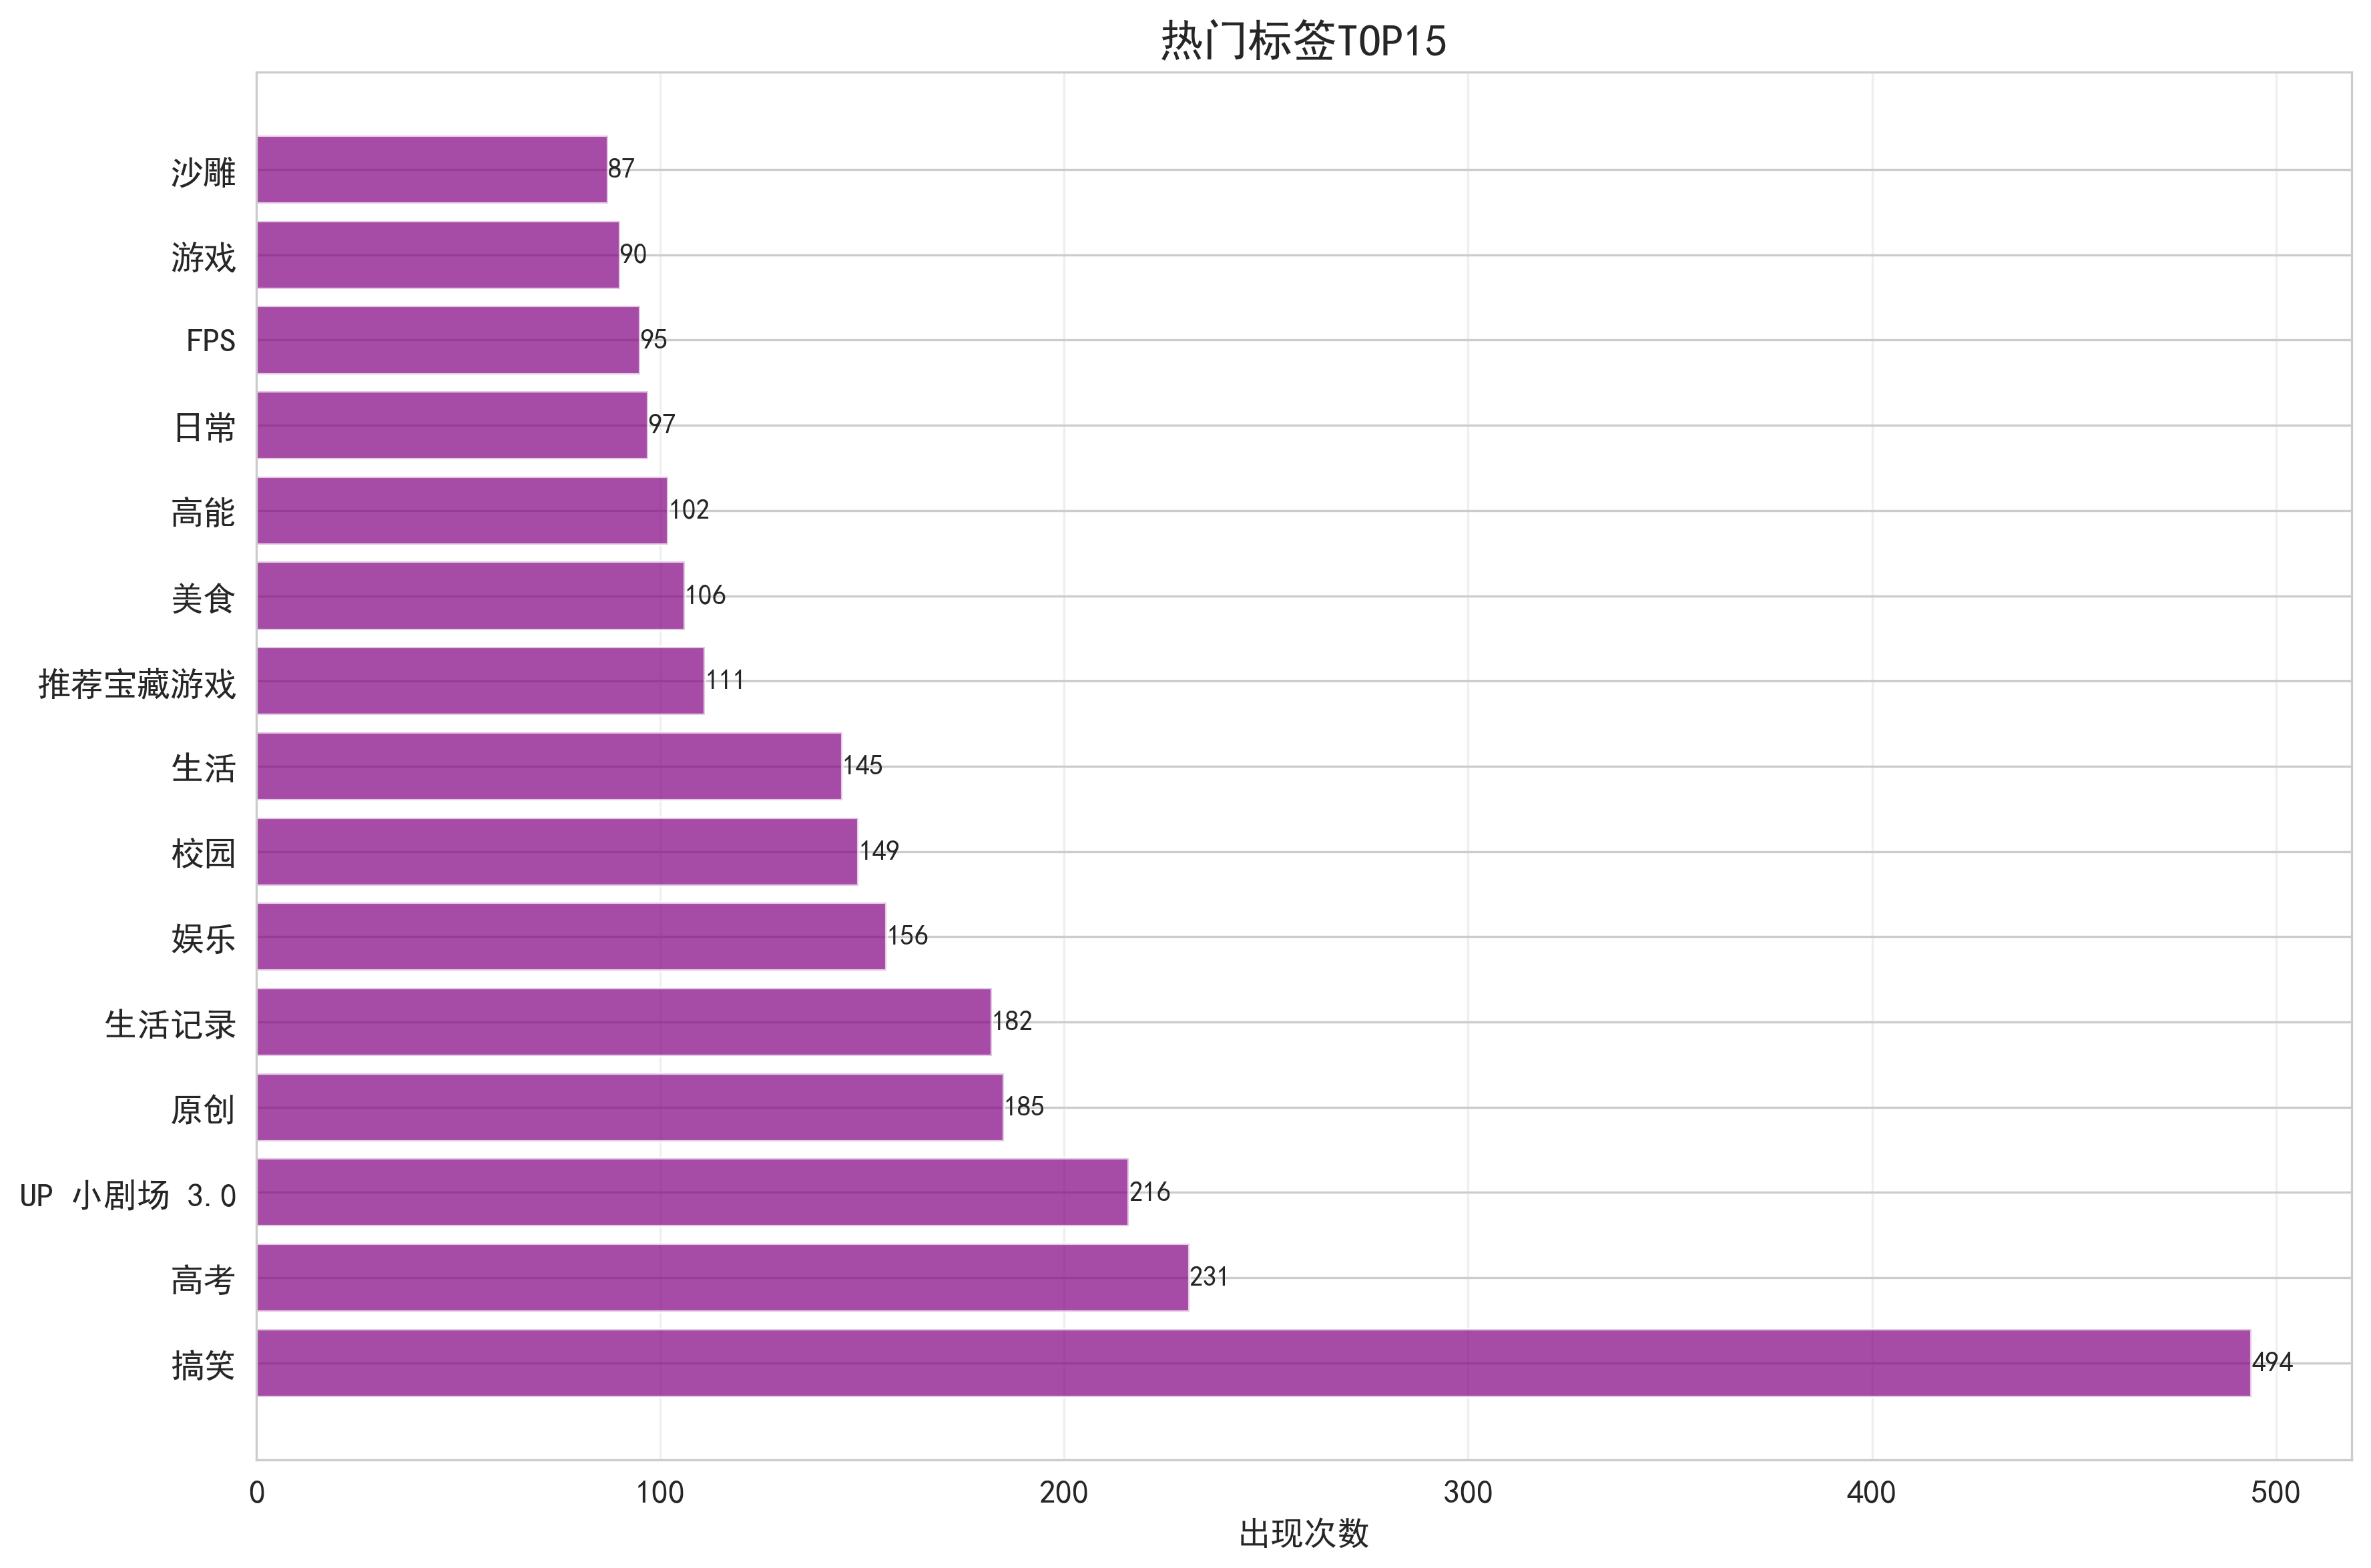 热门标签TOP15
沙雕 87
游戏 90
FPS 95
日常 97
高能 102
美食 106
推荐宝藏游戏 111
生活 145
校园 149
娱乐 156
生活记录 182
原创 185
UP 小剧场 3.0 216
高考 231
搞笑 494
0 100 200 300 400 500
出现次数